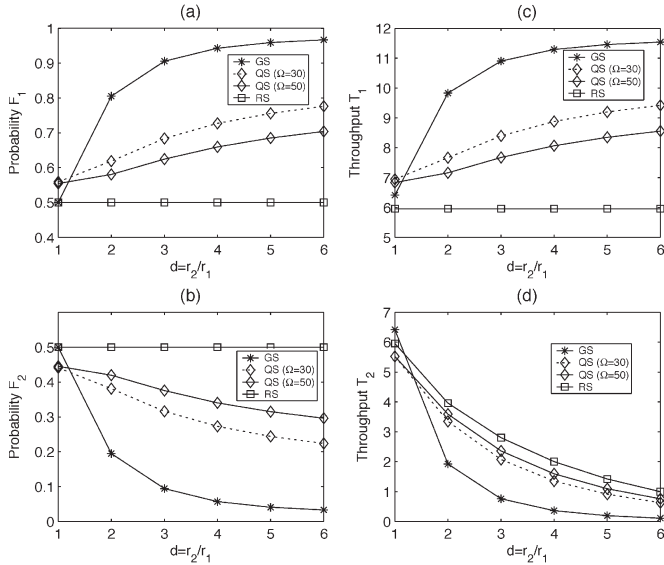 (a)
1
0.9
0.8
0.7
0.6
0.5
0.4
Probability F1
GS
QS (Ω=30)
QS (Ω=50)
RS
1 2 3 4 5 6
d=r2/r1
(c)
12
11
10
9
8
7
6
5
Throughput T1
GS
QS (Ω=30)
QS (Ω=50)
RS
1 2 3 4 5 6
d=r2/r1
(b)
0.5
0.4
0.3
0.2
0.1
0
Probability F2
GS
QS (Ω=30)
QS (Ω=50)
RS
1 2 3 4 5 6
d=r2/r1
(d)
7
6
5
4
3
2
1
0
Throughput T2
GS
QS (Ω=30)
QS (Ω=50)
RS
1 2 3 4 5 6
d=r2/r1